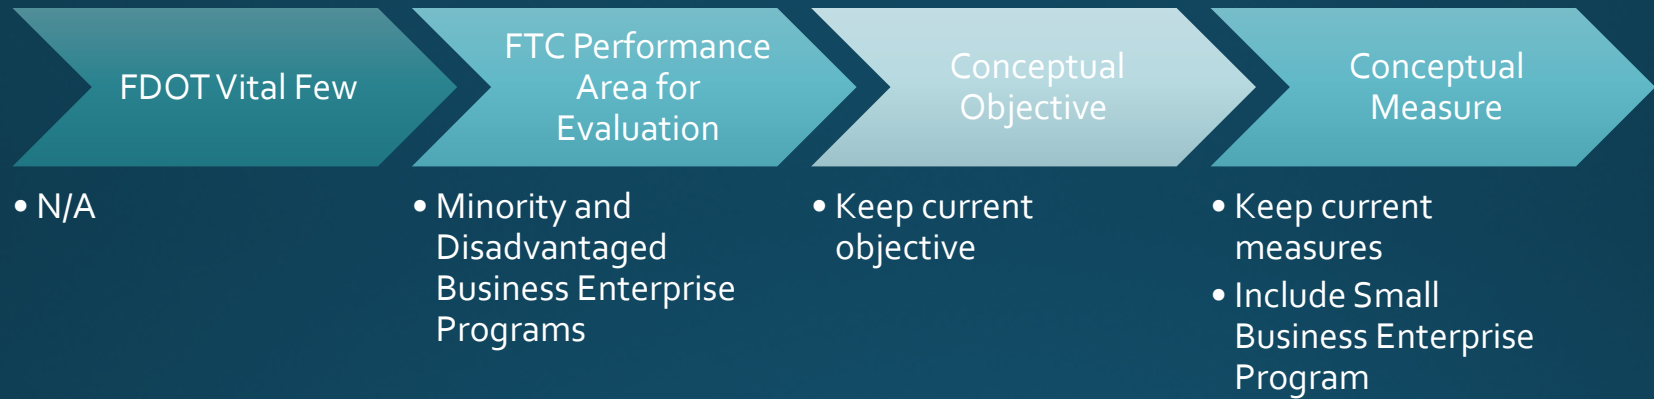 FDOT Vital Few
• N/A
FTC Performance
Area for
Evaluation
• Minority and
Disadvantaged
Business Enterprise
Programs
Conceptual
Objective
• Keep current
objective
Conceptual
Measure
• Keep current
measures
• Include Small
Business Enterprise
Program